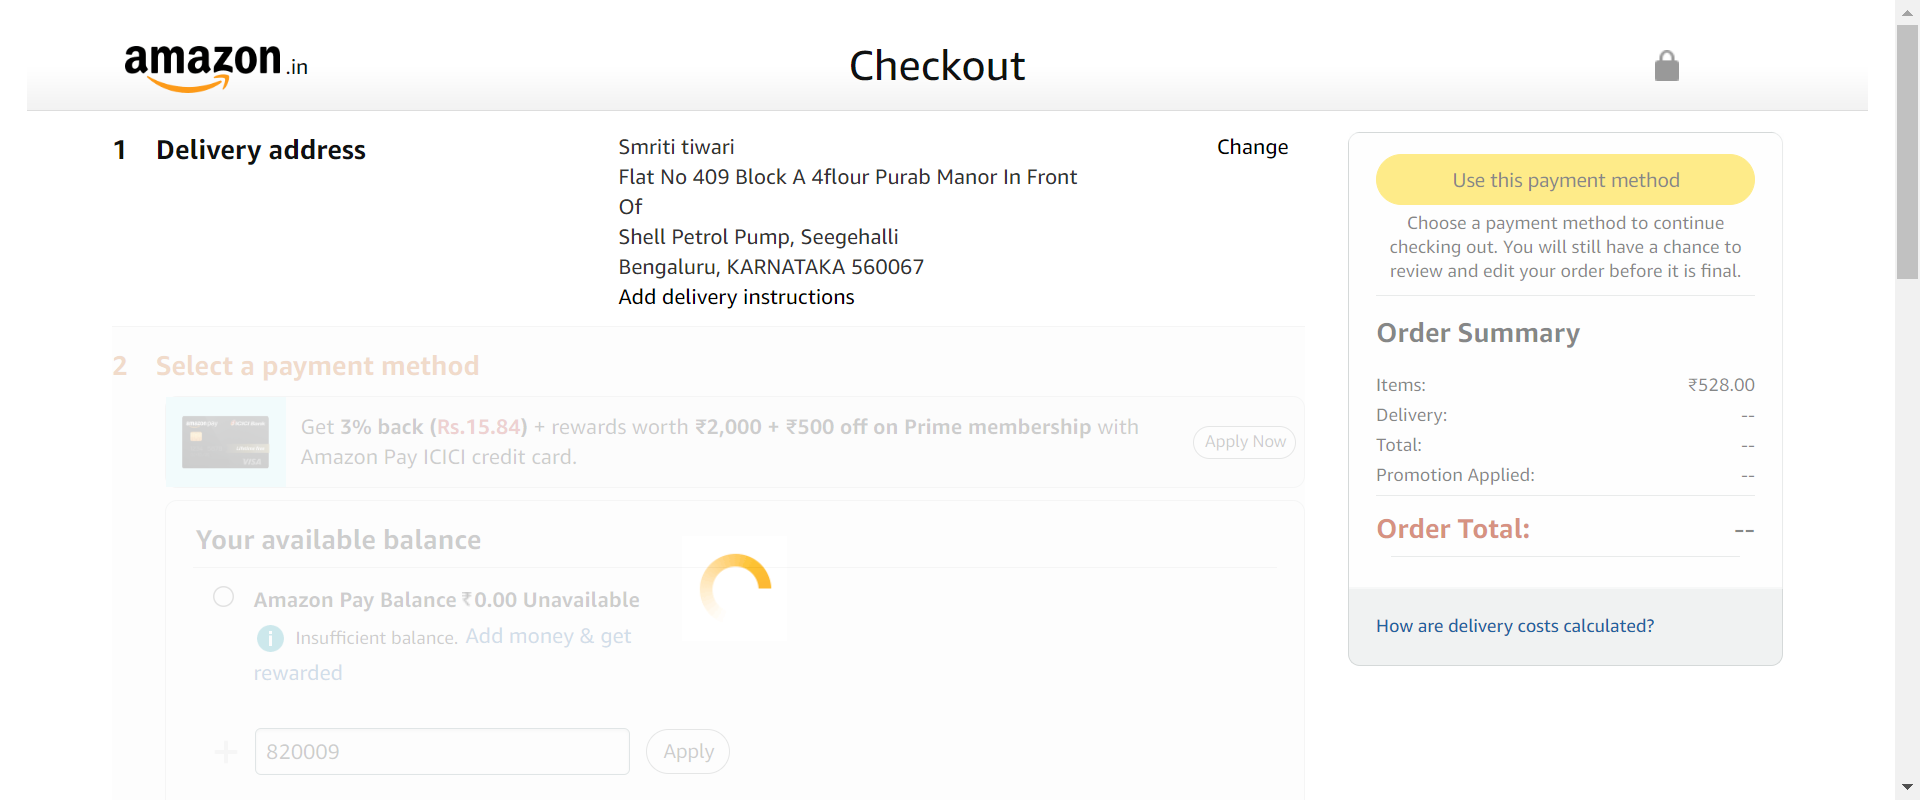 amazon.in
Checkout
1 Delivery address
Smriti tiwari
Flat No 409 Block A 4flour Purab Manor In Front
Of
Shell Petrol Pump, Seegehalli
Bengaluru, KARNATAKA 560067
Add delivery instructions
Change
2 Select a payment method
Get 3% back (Rs.15.84) + rewards worth ₹2,000 + ₹500 off on Prime membership with
Amazon Pay ICICI credit card.
Apply Now
Your available balance
Amazon Pay Balance ₹0.00 Unavailable
Insufficient balance. Add money & get
rewarded
820009
Apply
Use this payment method
Choose a payment method to continue
checking out. You will still have a chance to
review and edit your order before it is final.
Order Summary
Items: ₹528.00
Delivery: --
Total: --
Promotion Applied: --
Order Total: --
How are delivery costs calculated?